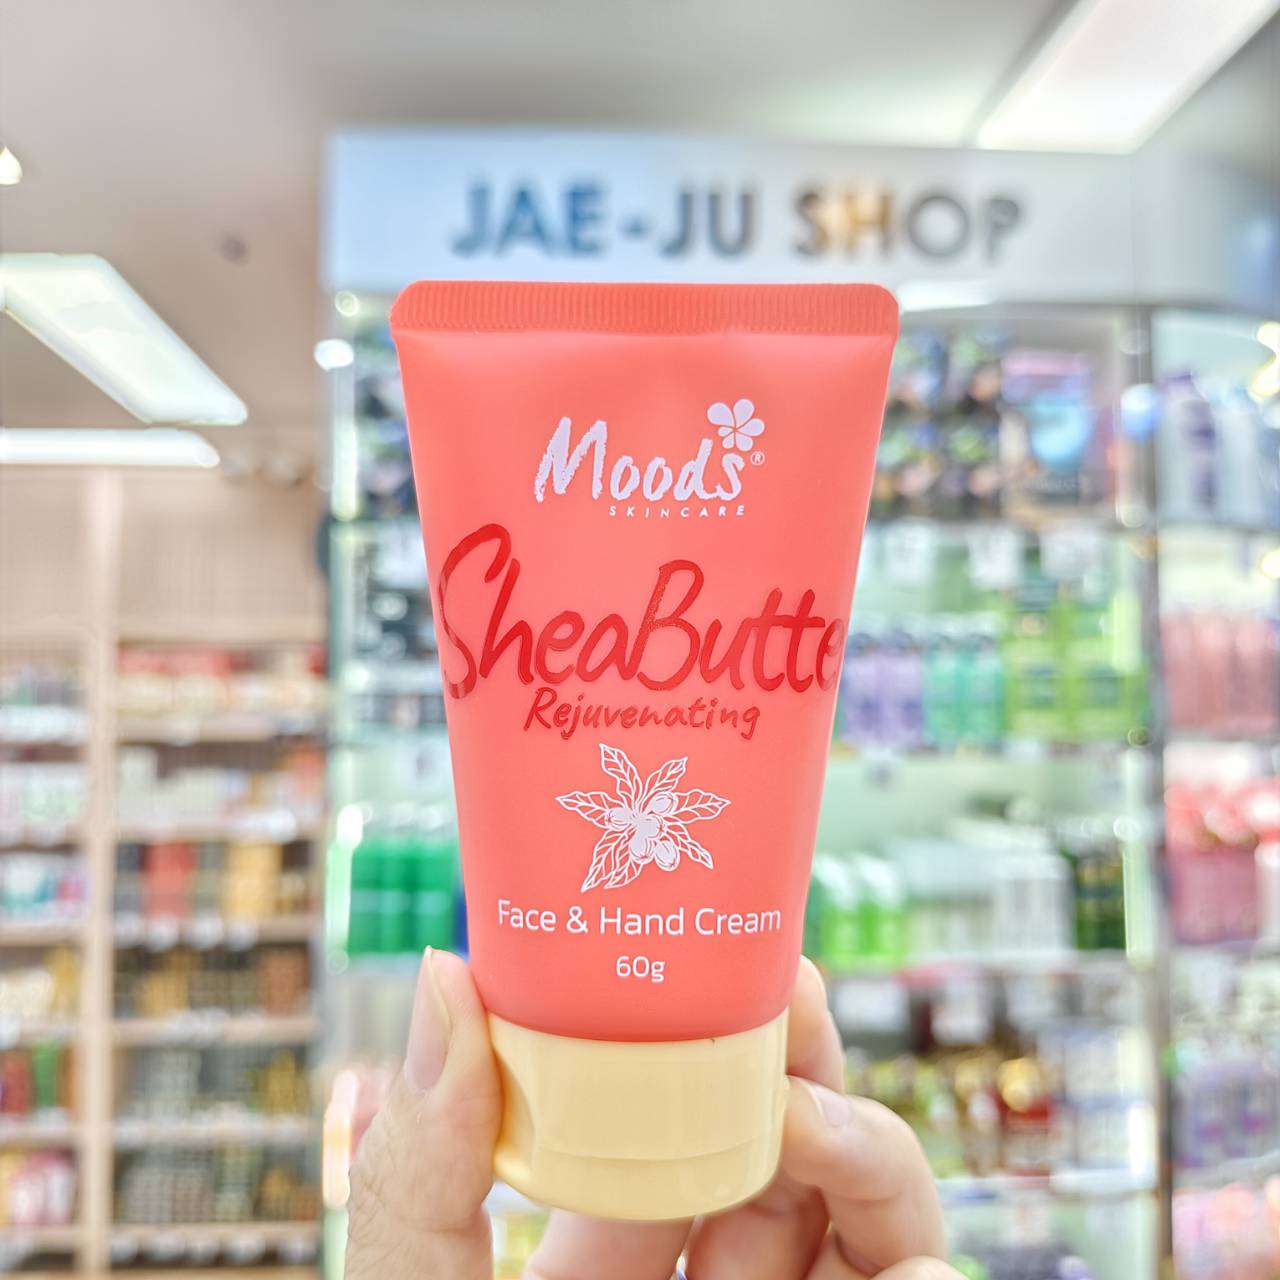 JAE-JU SHOP
Moods®
SKINCARE
SheaButte
Rejuvenating
Face & Hand Cream
60g